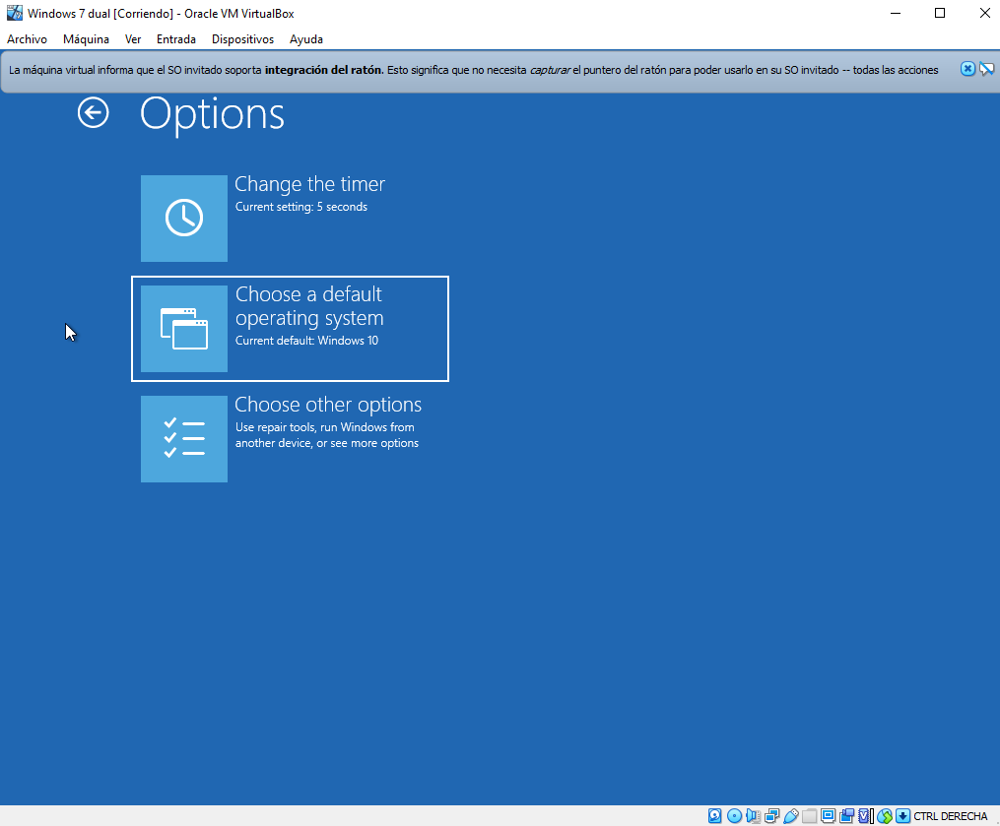 Windows 7 dual [Corriendo] - Oracle VM VirtualBox
Archivo Máquina Ver Entrada Dispositivos Ayuda
La máquina virtual informa que el SO invitado soporta integración del ratón. Esto significa que no necesita capturar el puntero del ratón para poder usarlo en su SO invitado -- todas las acciones
Options
Change the timer
Current setting: 5 seconds
Choose a default
operating system
Current default: Windows 10
Choose other options
Use repair tools, run Windows from
another device, or see more options
CTRL DERECHA